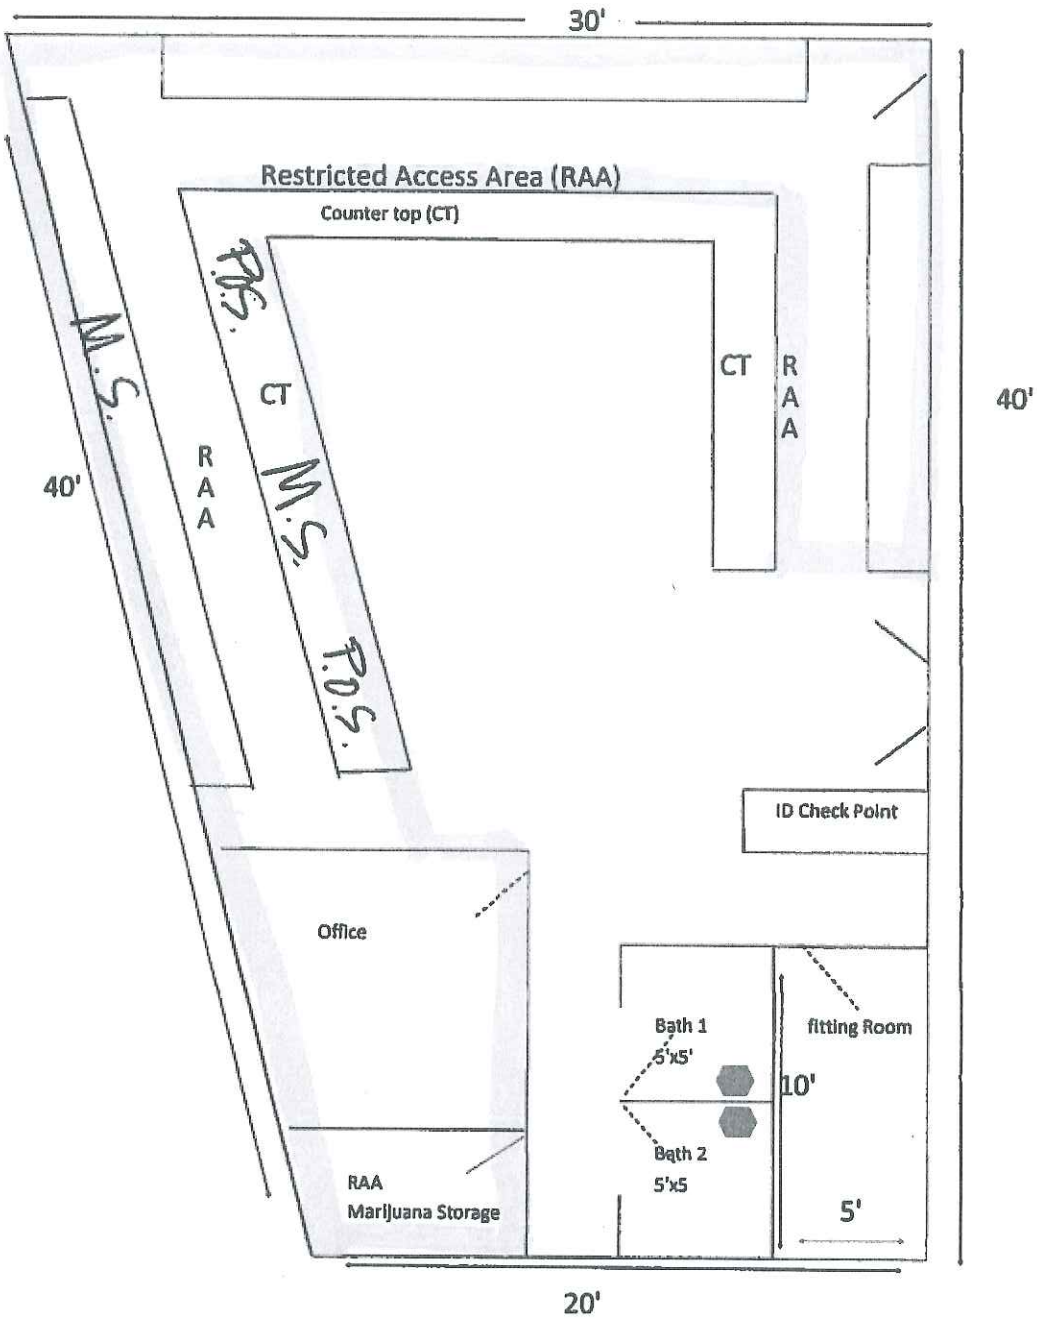 30'
Restricted Access Area (RAA)
Counter top (CT)
P.O.S.
M.S.
CT
CT
R
A
A
40'
40'
R
A
A
M.S.
P.O.S.
ID Check Point
Office
Bath 1
5'x5'
fitting Room
10'
Bath 2
5'x5
RAA
Marijuana Storage
5'
20'